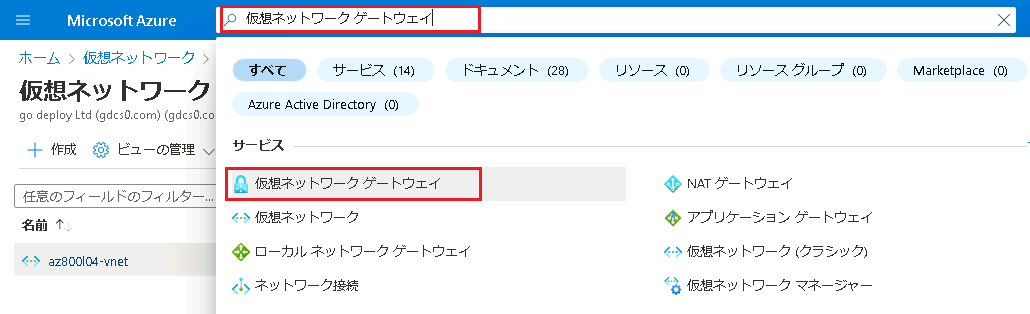 Microsoft Azure
仮想ネットワーク ゲートウェイ
ホーム > 仮想ネットワーク >
すべて サービス (14) ドキュメント (28) リソース (0) リソース グループ (0) Marketplace (0)
仮想ネットワーク
Azure Active Directory (0)
go deploy Ltd (gdcs0.com) (gdcs0.co
サービス
作成 ビューの管理
仮想ネットワーク ゲートウェイ
NAT ゲートウェイ
任意のフィールドのフィルター...
仮想ネットワーク
アプリケーション ゲートウェイ
名前 ↑↓
ローカル ネットワーク ゲートウェイ
仮想ネットワーク (クラシック)
az800l04-vnet
ネットワーク接続
仮想ネットワーク マネージャー